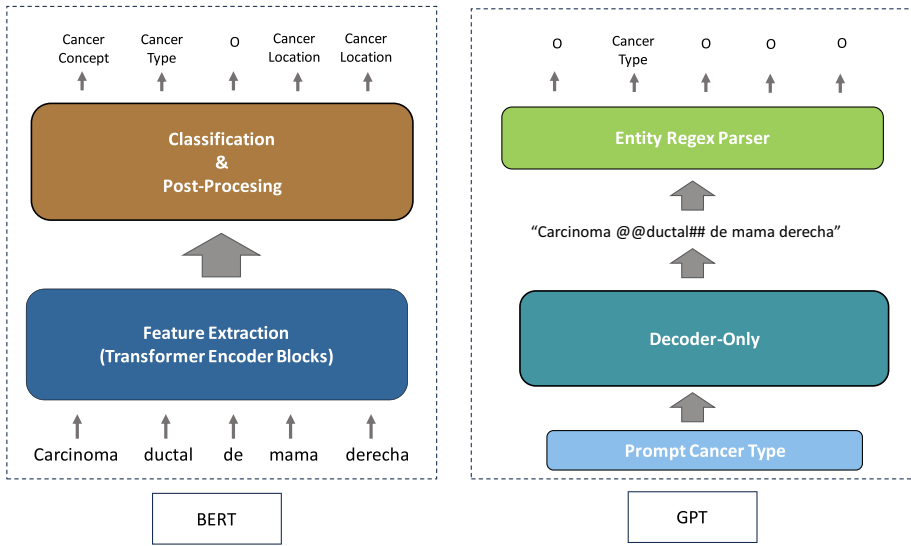 Cancer Concept
Cancer Type
O
Cancer Location
Cancer Location
Classification
&
Post-Procesing
Feature Extraction
(Transformer Encoder Blocks)
Carcinoma ductal de mama derecha
BERT
O
Cancer Type
O
O
O
Entity Regex Parser
“Carcinoma @@ductal## de mama derecha”
Decoder-Only
Prompt Cancer Type
GPT